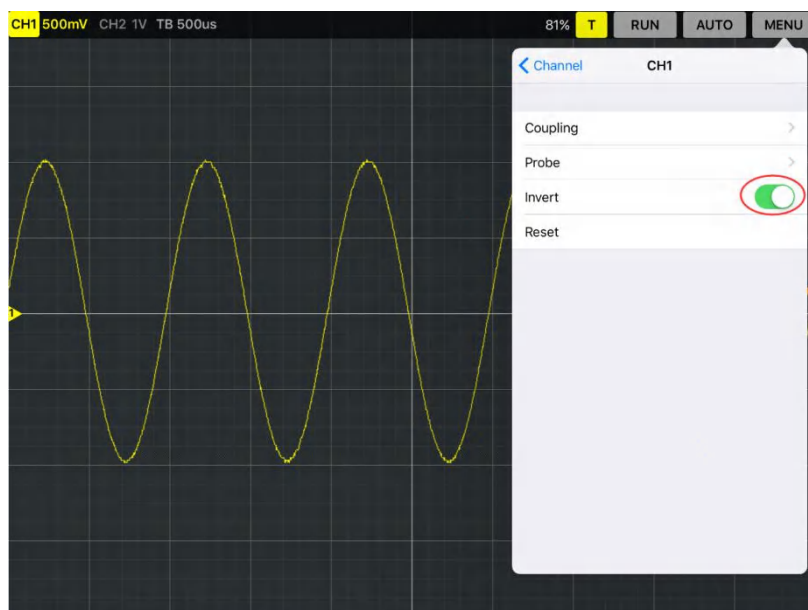 CH1 500mV CH2 1V TB 500us 81% T RUN AUTO MENU
Channel CH1
Coupling
Probe
Invert
Reset
1